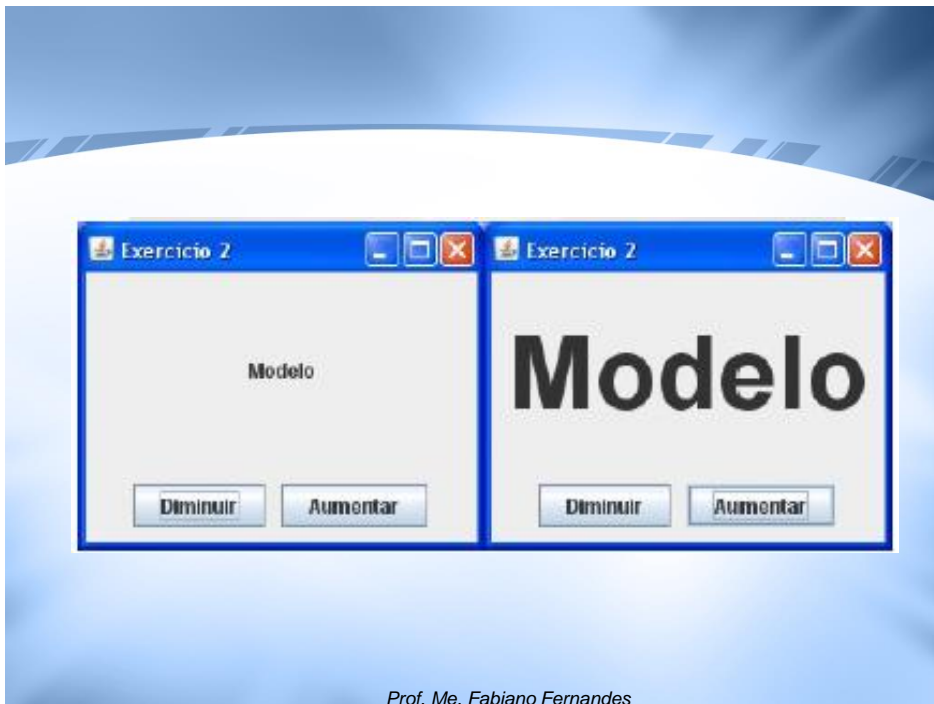 Exercicio 2
Modelo
Diminuir Aumentar
Exercicio 2
Modelo
Diminuir Aumentar
Prof. Me. Fabiano Fernandes